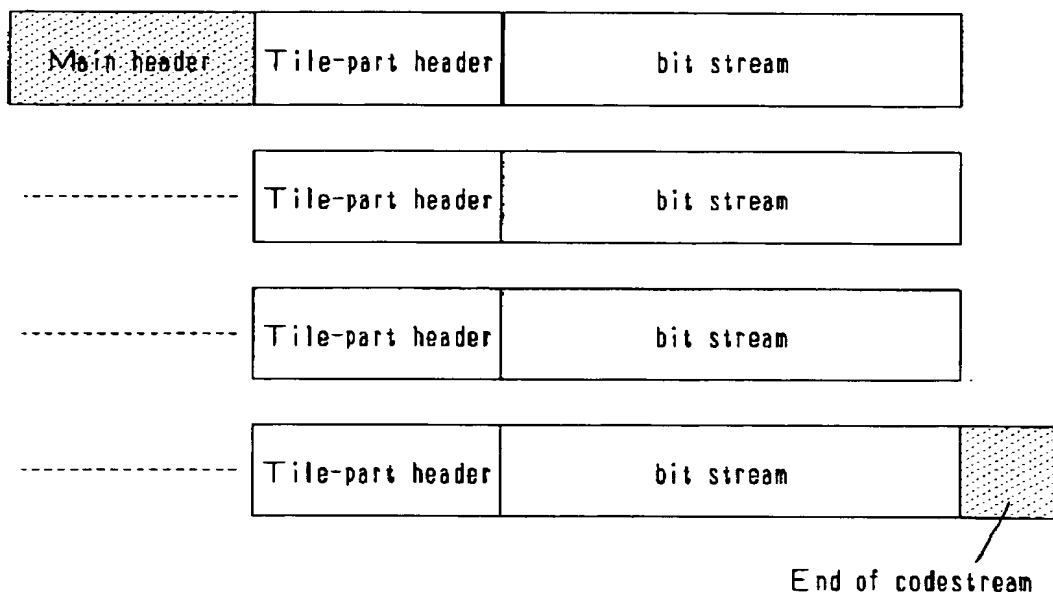 Main header Tile-part header bit stream
Tile-part header bit stream
Tile-part header bit stream
Tile-part header bit stream
End of codestream